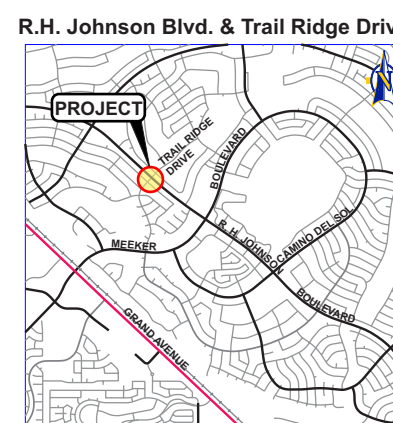 R.H. Johnson Blvd. & Trail Ridge Driv
N
PROJECT
TRAIL RIDGE
DRIVE
BOULEVARD
R. H. JOHNSON
CAMINO DEL SOL
MEEKER
BOULEVARD
GRAND AVENUE